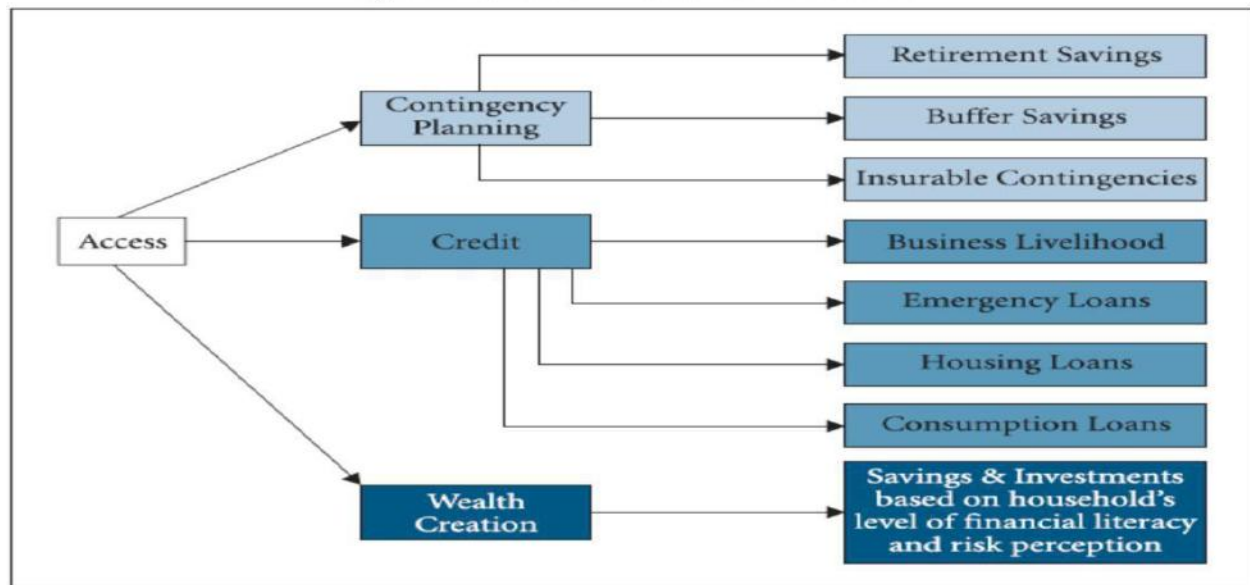 Retirement Savings
Contingency
Planning
Buffer Savings
Insurable Contingencies
Access
Credit
Business Livelihood
Emergency Loans
Housing Loans
Consumption Loans
Wealth
Creation
Savings & Investments
based on household's
level of financial literacy
and risk perception